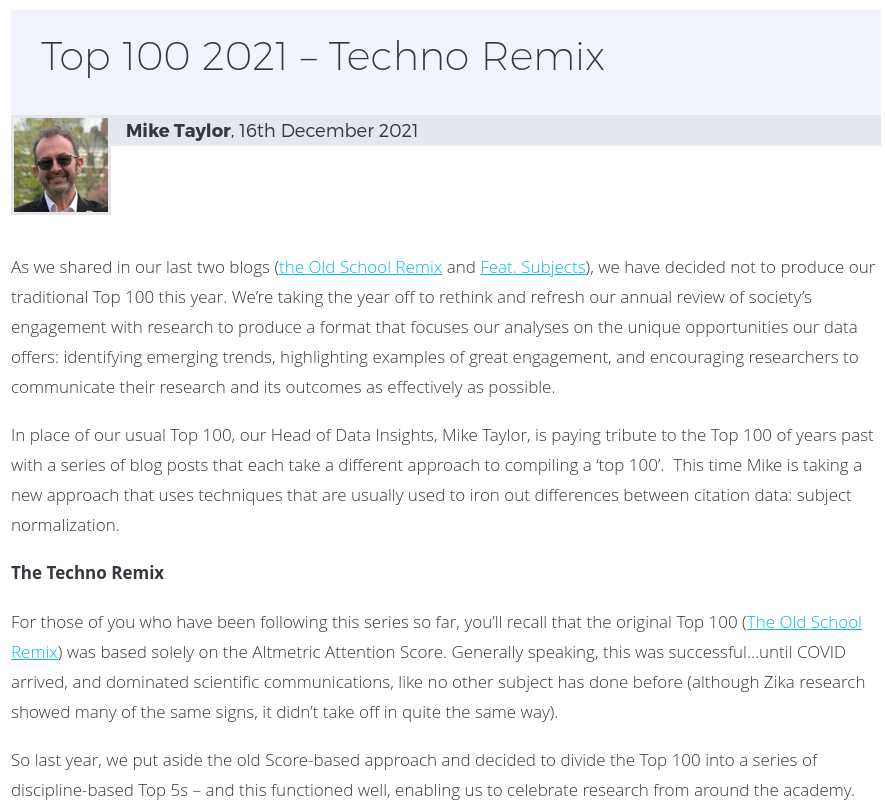 Top 100 2021 – Techno Remix
Mike Taylor, 16th December 2021
As we shared in our last two blogs (the Old School Remix and Feat. Subjects), we have decided not to produce our
traditional Top 100 this year. We’re taking the year off to rethink and refresh our annual review of society’s
engagement with research to produce a format that focuses our analyses on the unique opportunities our data
offers: identifying emerging trends, highlighting examples of great engagement, and encouraging researchers to
communicate their research and its outcomes as effectively as possible.
In place of our usual Top 100, our Head of Data Insights, Mike Taylor, is paying tribute to the Top 100 of years past
with a series of blog posts that each take a different approach to compiling a ‘top 100’.  This time Mike is taking a
new approach that uses techniques that are usually used to iron out differences between citation data: subject
normalization.
The Techno Remix
For those of you who have been following this series so far, you’ll recall that the original Top 100 (The Old School
Remix) was based solely on the Altmetric Attention Score. Generally speaking, this was successful…until COVID
arrived, and dominated scientific communications, like no other subject has done before (although Zika research
showed many of the same signs, it didn’t take off in quite the same way).
So last year, we put aside the old Score-based approach and decided to divide the Top 100 into a series of
discipline-based Top 5s – and this functioned well, enabling us to celebrate research from around the academy.